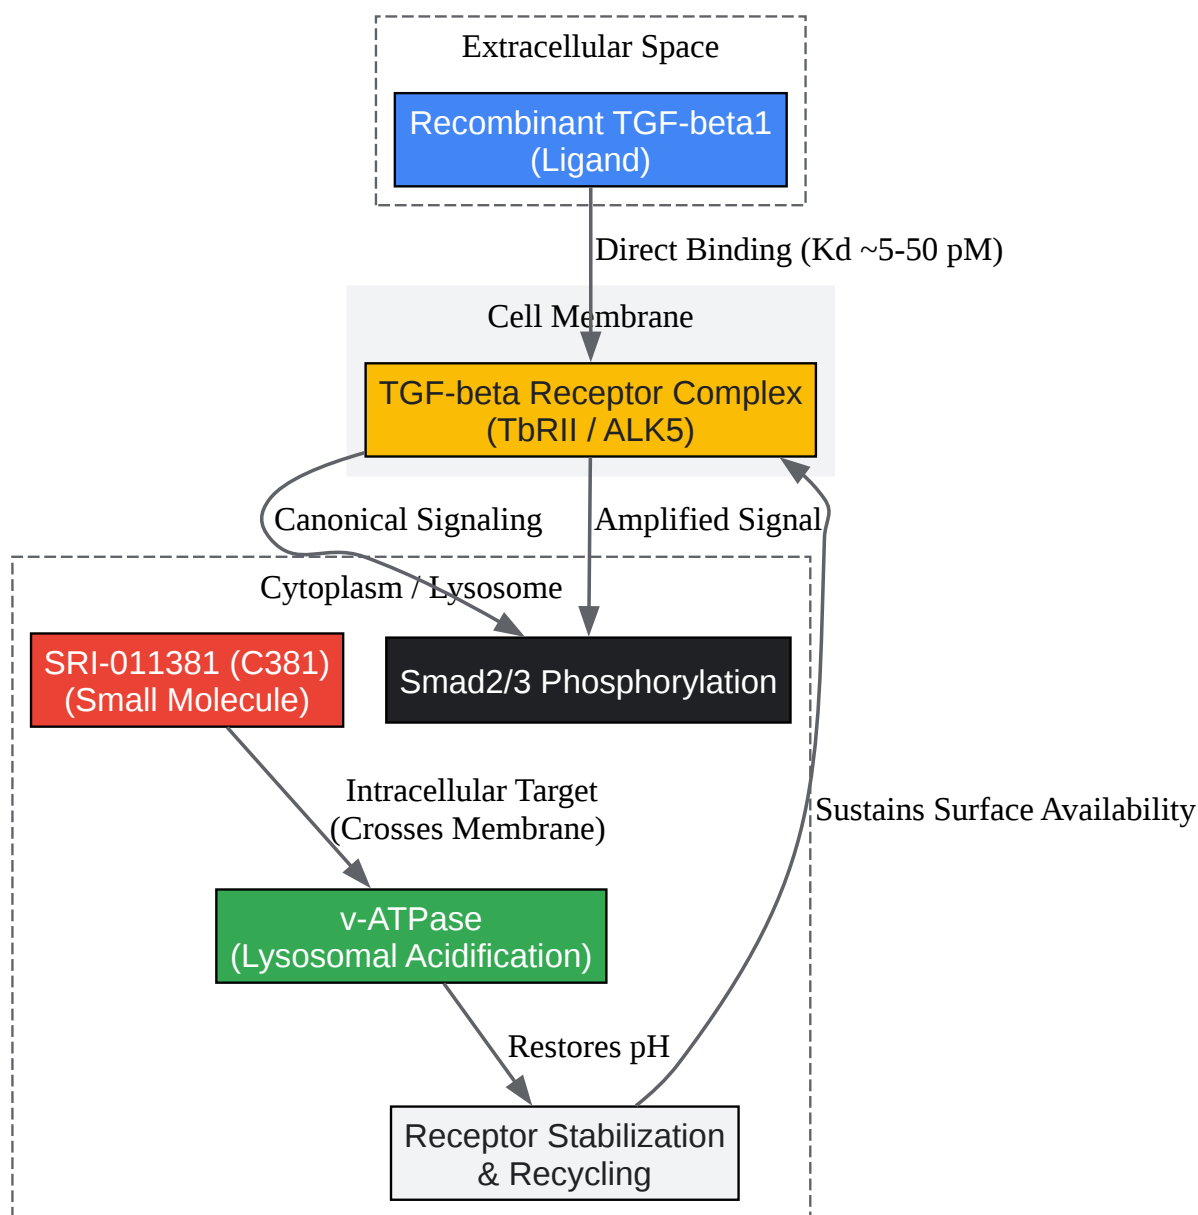 Extracellular Space
Recombinant TGF-beta1
(Ligand)
Direct Binding (Kd ~5-50 pM)
Cell Membrane
TGF-beta Receptor Complex
(TbRII / ALK5)
Canonical Signaling
Amplified Signal
Cytoplasm / Lysosome
SRI-011381 (C381)
(Small Molecule)
Smad2/3 Phosphorylation
Intracellular Target
(Crosses Membrane)
Sustains Surface Availability
v-ATPase
(Lysosomal Acidification)
Restores pH
Receptor Stabilization
& Recycling